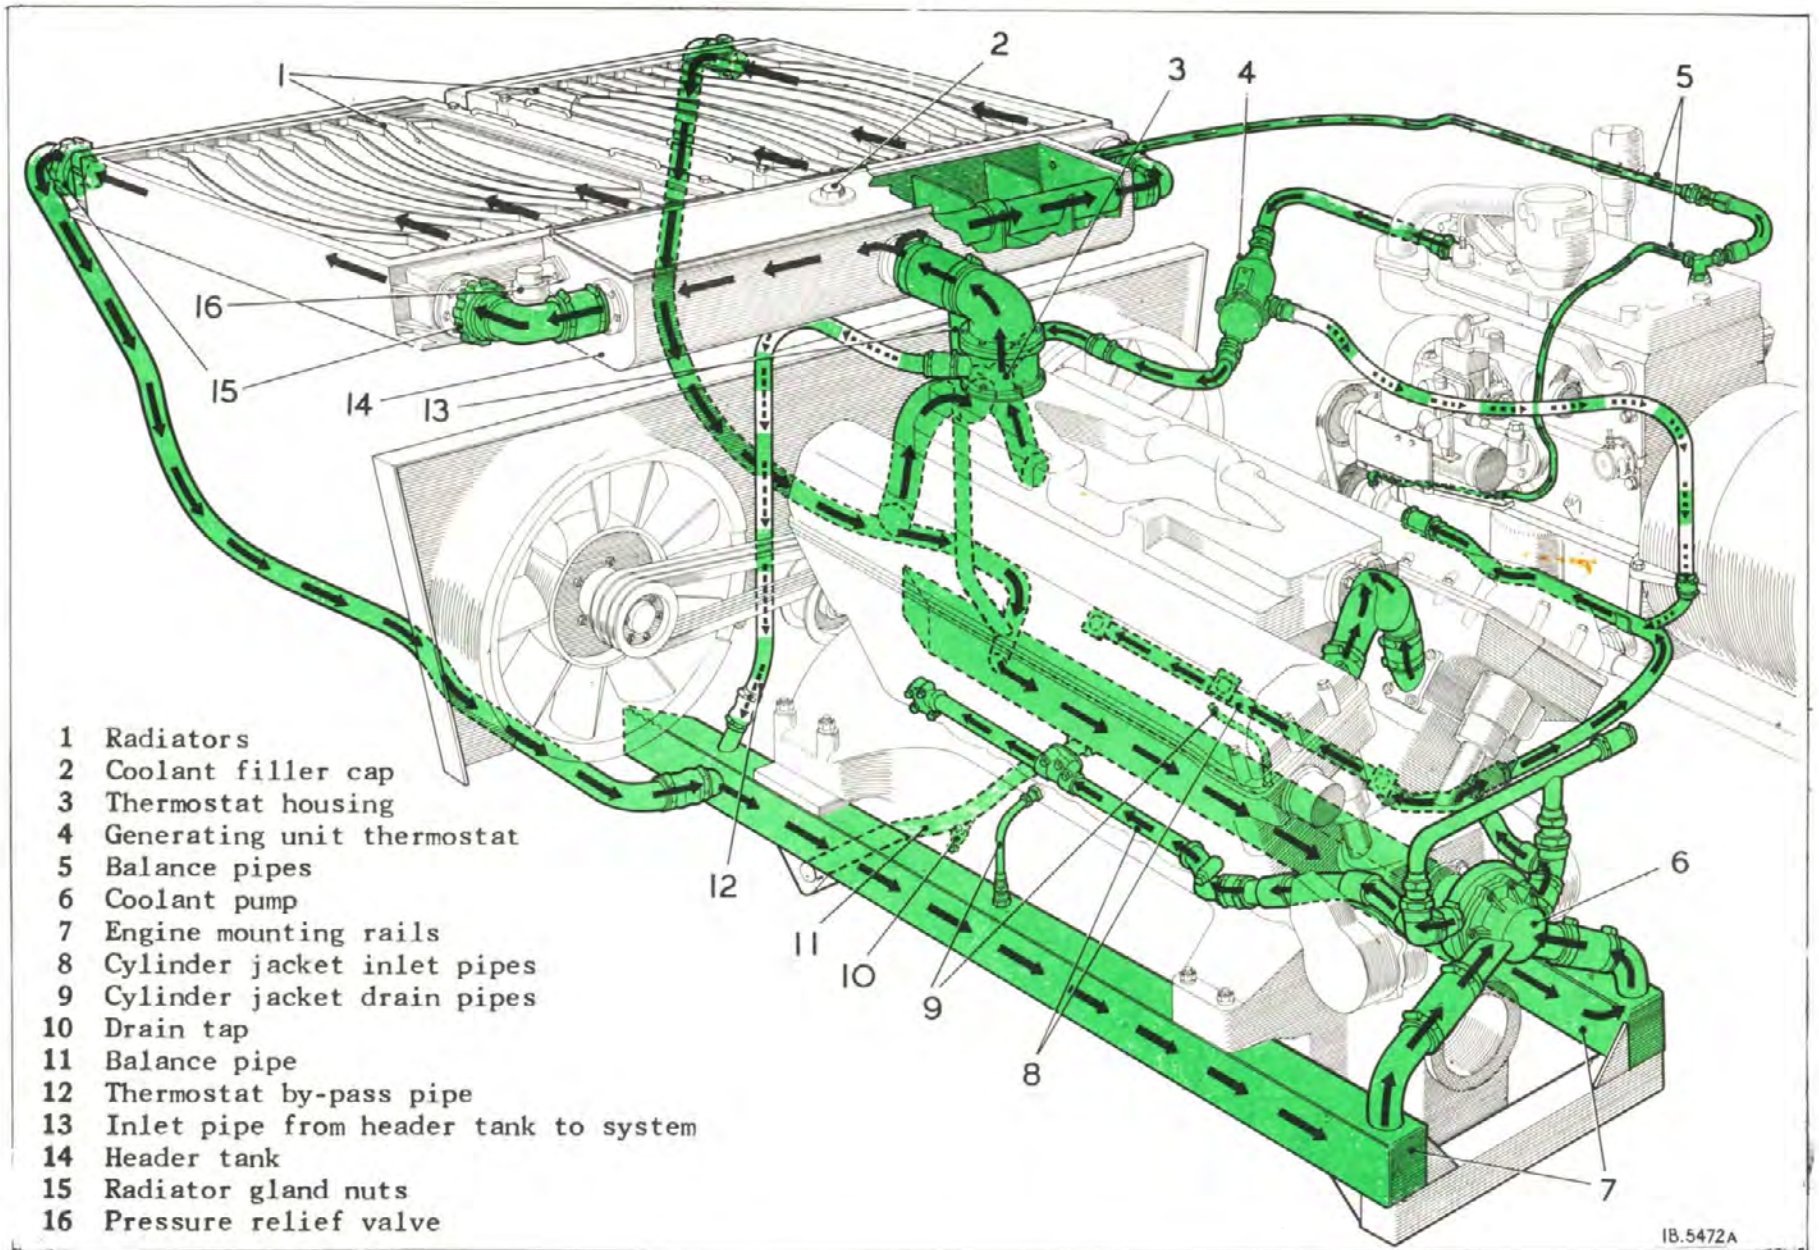 1
2
3
4
5
16
15
14
13
12
11
10
9
8
6
7
1 Radiators
2 Coolant filler cap
3 Thermostat housing
4 Generating unit thermostat
5 Balance pipes
6 Coolant pump
7 Engine mounting rails
8 Cylinder jacket inlet pipes
9 Cylinder jacket drain pipes
10 Drain tap
11 Balance pipe
12 Thermostat by-pass pipe
13 Inlet pipe from header tank to system
14 Header tank
15 Radiator gland nuts
16 Pressure relief valve
IB.5472A